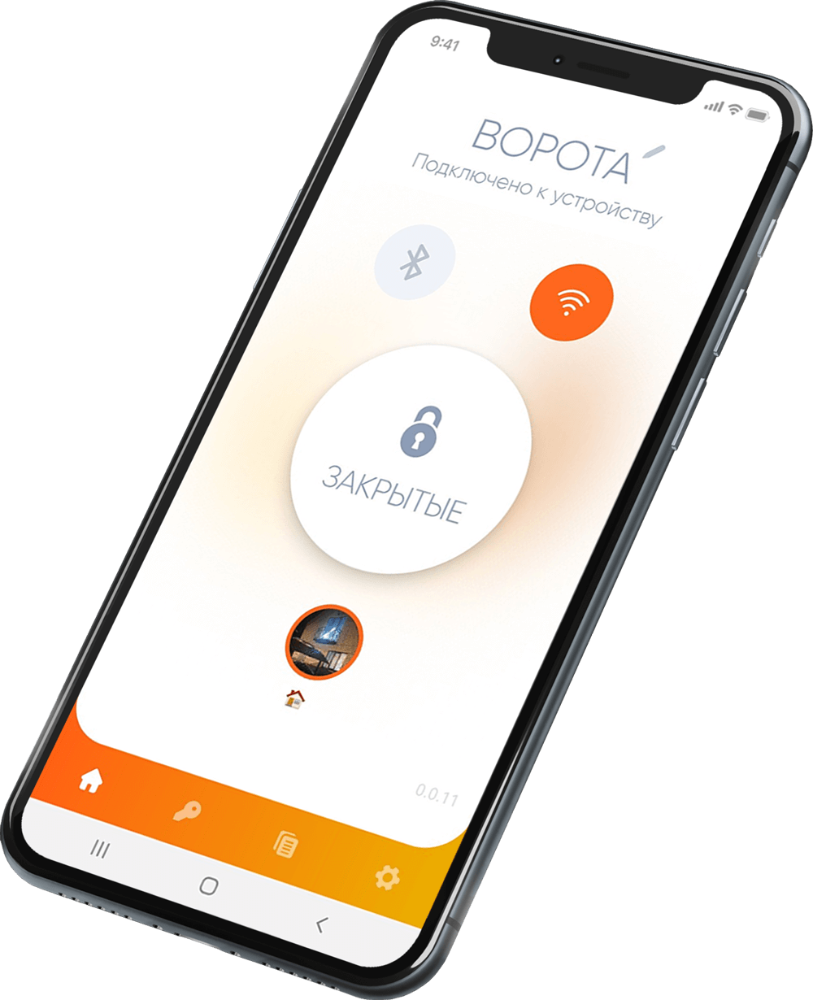 9:41
ВОРОТА
Подключено к устройству
ЗАКРЫТЫЕ
0.0.11